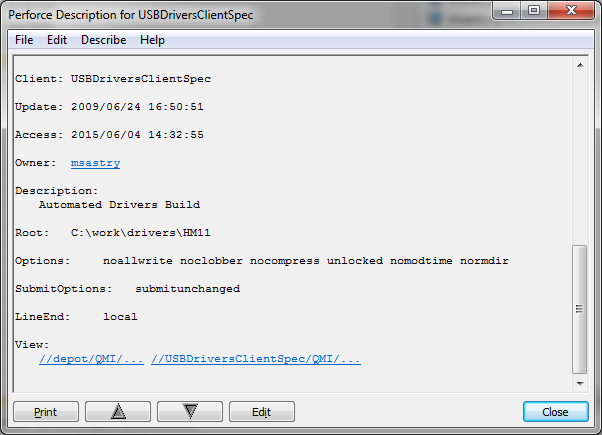 Perforce Description for USBDriversClientSpec
File Edit Describe Help
Client: USBDriversClientSpec
Update: 2009/06/24 16:50:51
Access: 2015/06/04 14:32:55
Owner: msastry
Description:
Automated Drivers Build
Root: C:\work\drivers\HM11
Options: noallwrite noclobber nocompress unlocked nomodtime normdir
SubmitOptions: submitunchanged
LineEnd: local
View:
//depot/QMI/... //USBDriversClientSpec/QMI/...
Print Edit Close